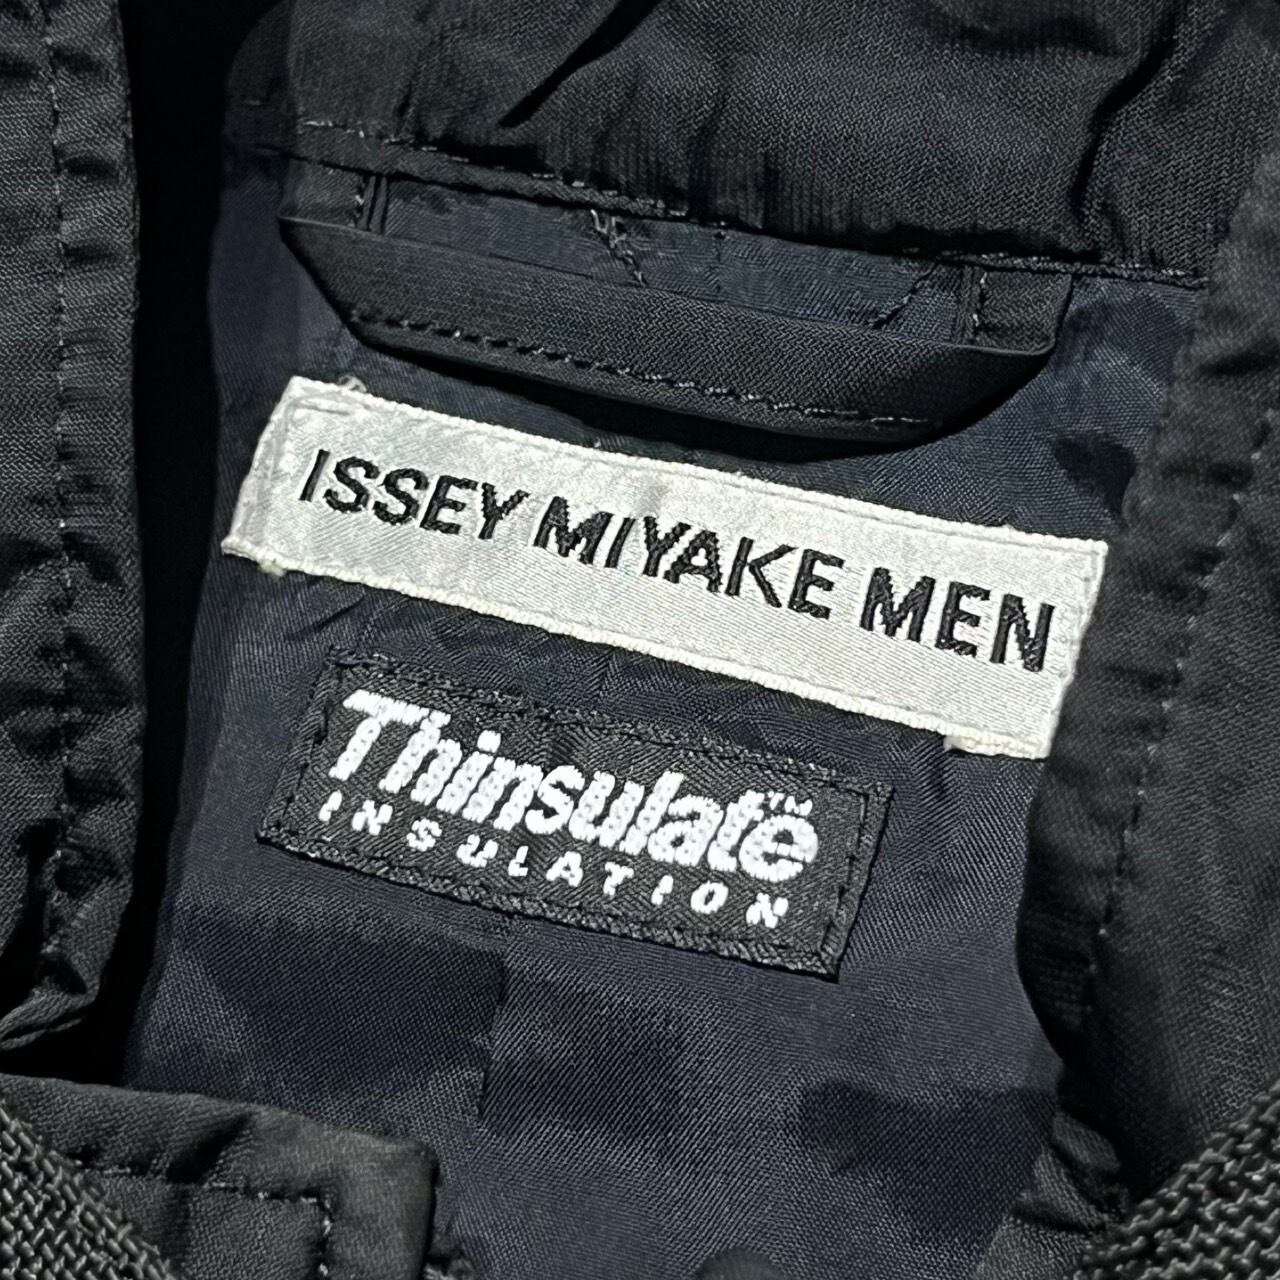 ISSEY MIYAKE MEN
Thinsulate™
INSULATION